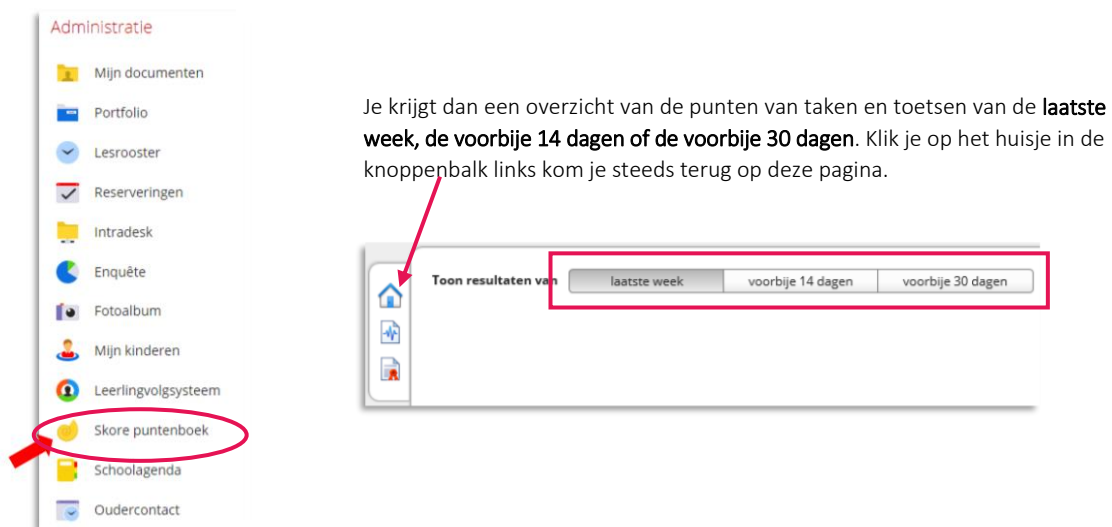 Administratie
Mijn documenten
Portfolio
Lesrooster
Reserveringen
Intradesk
Enquête
Fotoalbum
Mijn kinderen
Leerlingvolgsysteem
Skore puntenboek
Schoolagenda
Oudercontact
Je krijgt dan een overzicht van de punten van taken en toetsen van de laatste
week, de voorbije 14 dagen of de voorbije 30 dagen. Klik je op het huisje in de
knoppenbalk links kom je steeds terug op deze pagina.
Toon resultaten van laatste week voorbije 14 dagen voorbije 30 dagen